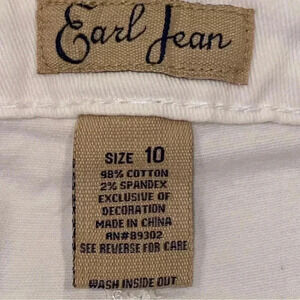 Earl Jean
SIZE 10
98% COTTON
2% SPANDEX
EXCLUSIVE OF
DECORATION
MADE IN CHINA
RN#89302
SEE REVERSE FOR CARE
WASH INSIDE OUT